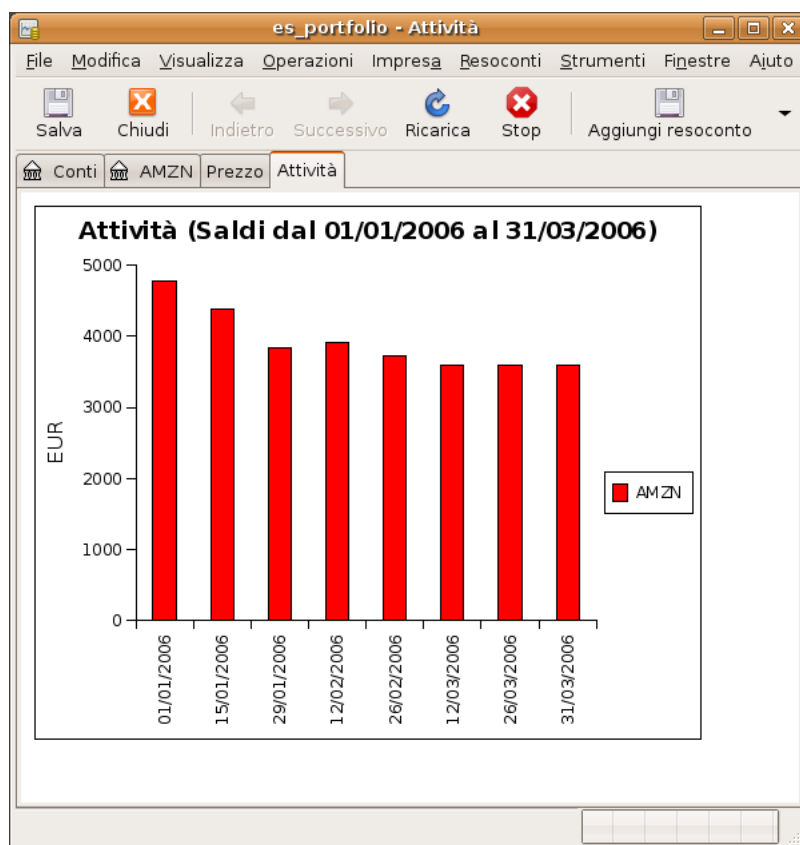 es_portfolio - Attività
File Modifica Visualizza Operazioni Impresa Resoconti Strumenti Finestre Aiuto
Salva Chiudi Indietro Successivo Ricarica Stop Aggiungi resoconto
Conti AMZN Prezzo Attività
Attività (Saldi dal 01/01/2006 al 31/03/2006)
5000
4000
3000
2000
1000
0
EUR
AMZN
01/01/2006
15/01/2006
29/01/2006
12/02/2006
26/02/2006
12/03/2006
26/03/2006
31/03/2006